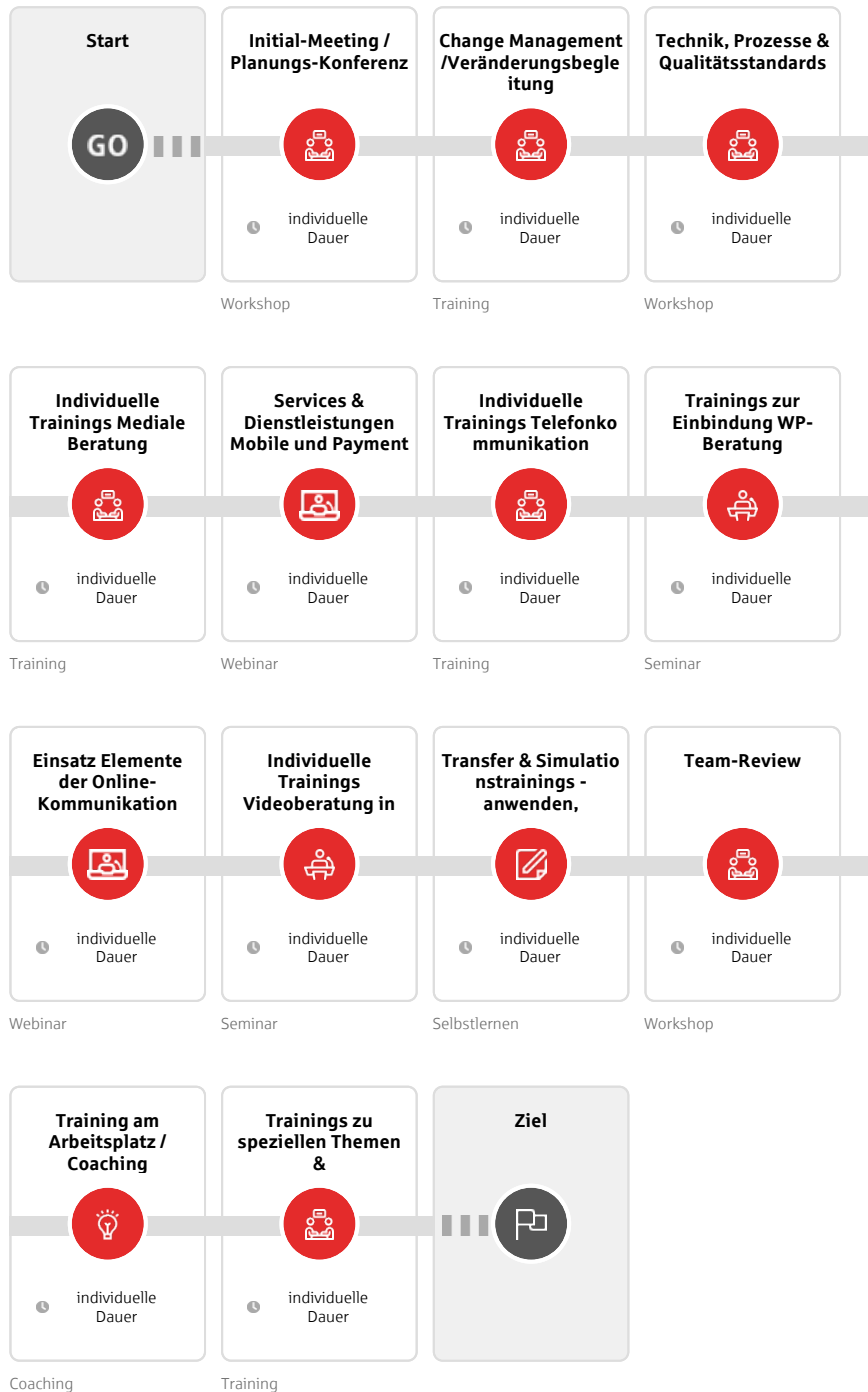 Start
GO
Initial-Meeting /
Planungs-Konferenz
individuelle
Dauer
Workshop
Change Management
/Veränderungsbegle
itung
individuelle
Dauer
Training
Technik, Prozesse &
Qualitätsstandards
individuelle
Dauer
Workshop
Individuelle
Trainings Mediale
Beratung
individuelle
Dauer
Training
Services &
Dienstleistungen
Mobile und Payment
individuelle
Dauer
Webinar
Individuelle
Trainings Telefonko
mmunikation
individuelle
Dauer
Training
Trainings zur
Einbindung WP-
Beratung
individuelle
Dauer
Seminar
Einsatz Elemente
der Online-
Kommunikation
individuelle
Dauer
Webinar
Individuelle
Trainings
Videoberatung in
individuelle
Dauer
Seminar
Transfer & Simulatio
nstrainings -
anwenden,
individuelle
Dauer
Selbstlernen
Team-Review
individuelle
Dauer
Workshop
Training am
Arbeitsplatz /
Coaching
individuelle
Dauer
Coaching
Trainings zu
speziellen Themen
&
individuelle
Dauer
Training
Ziel